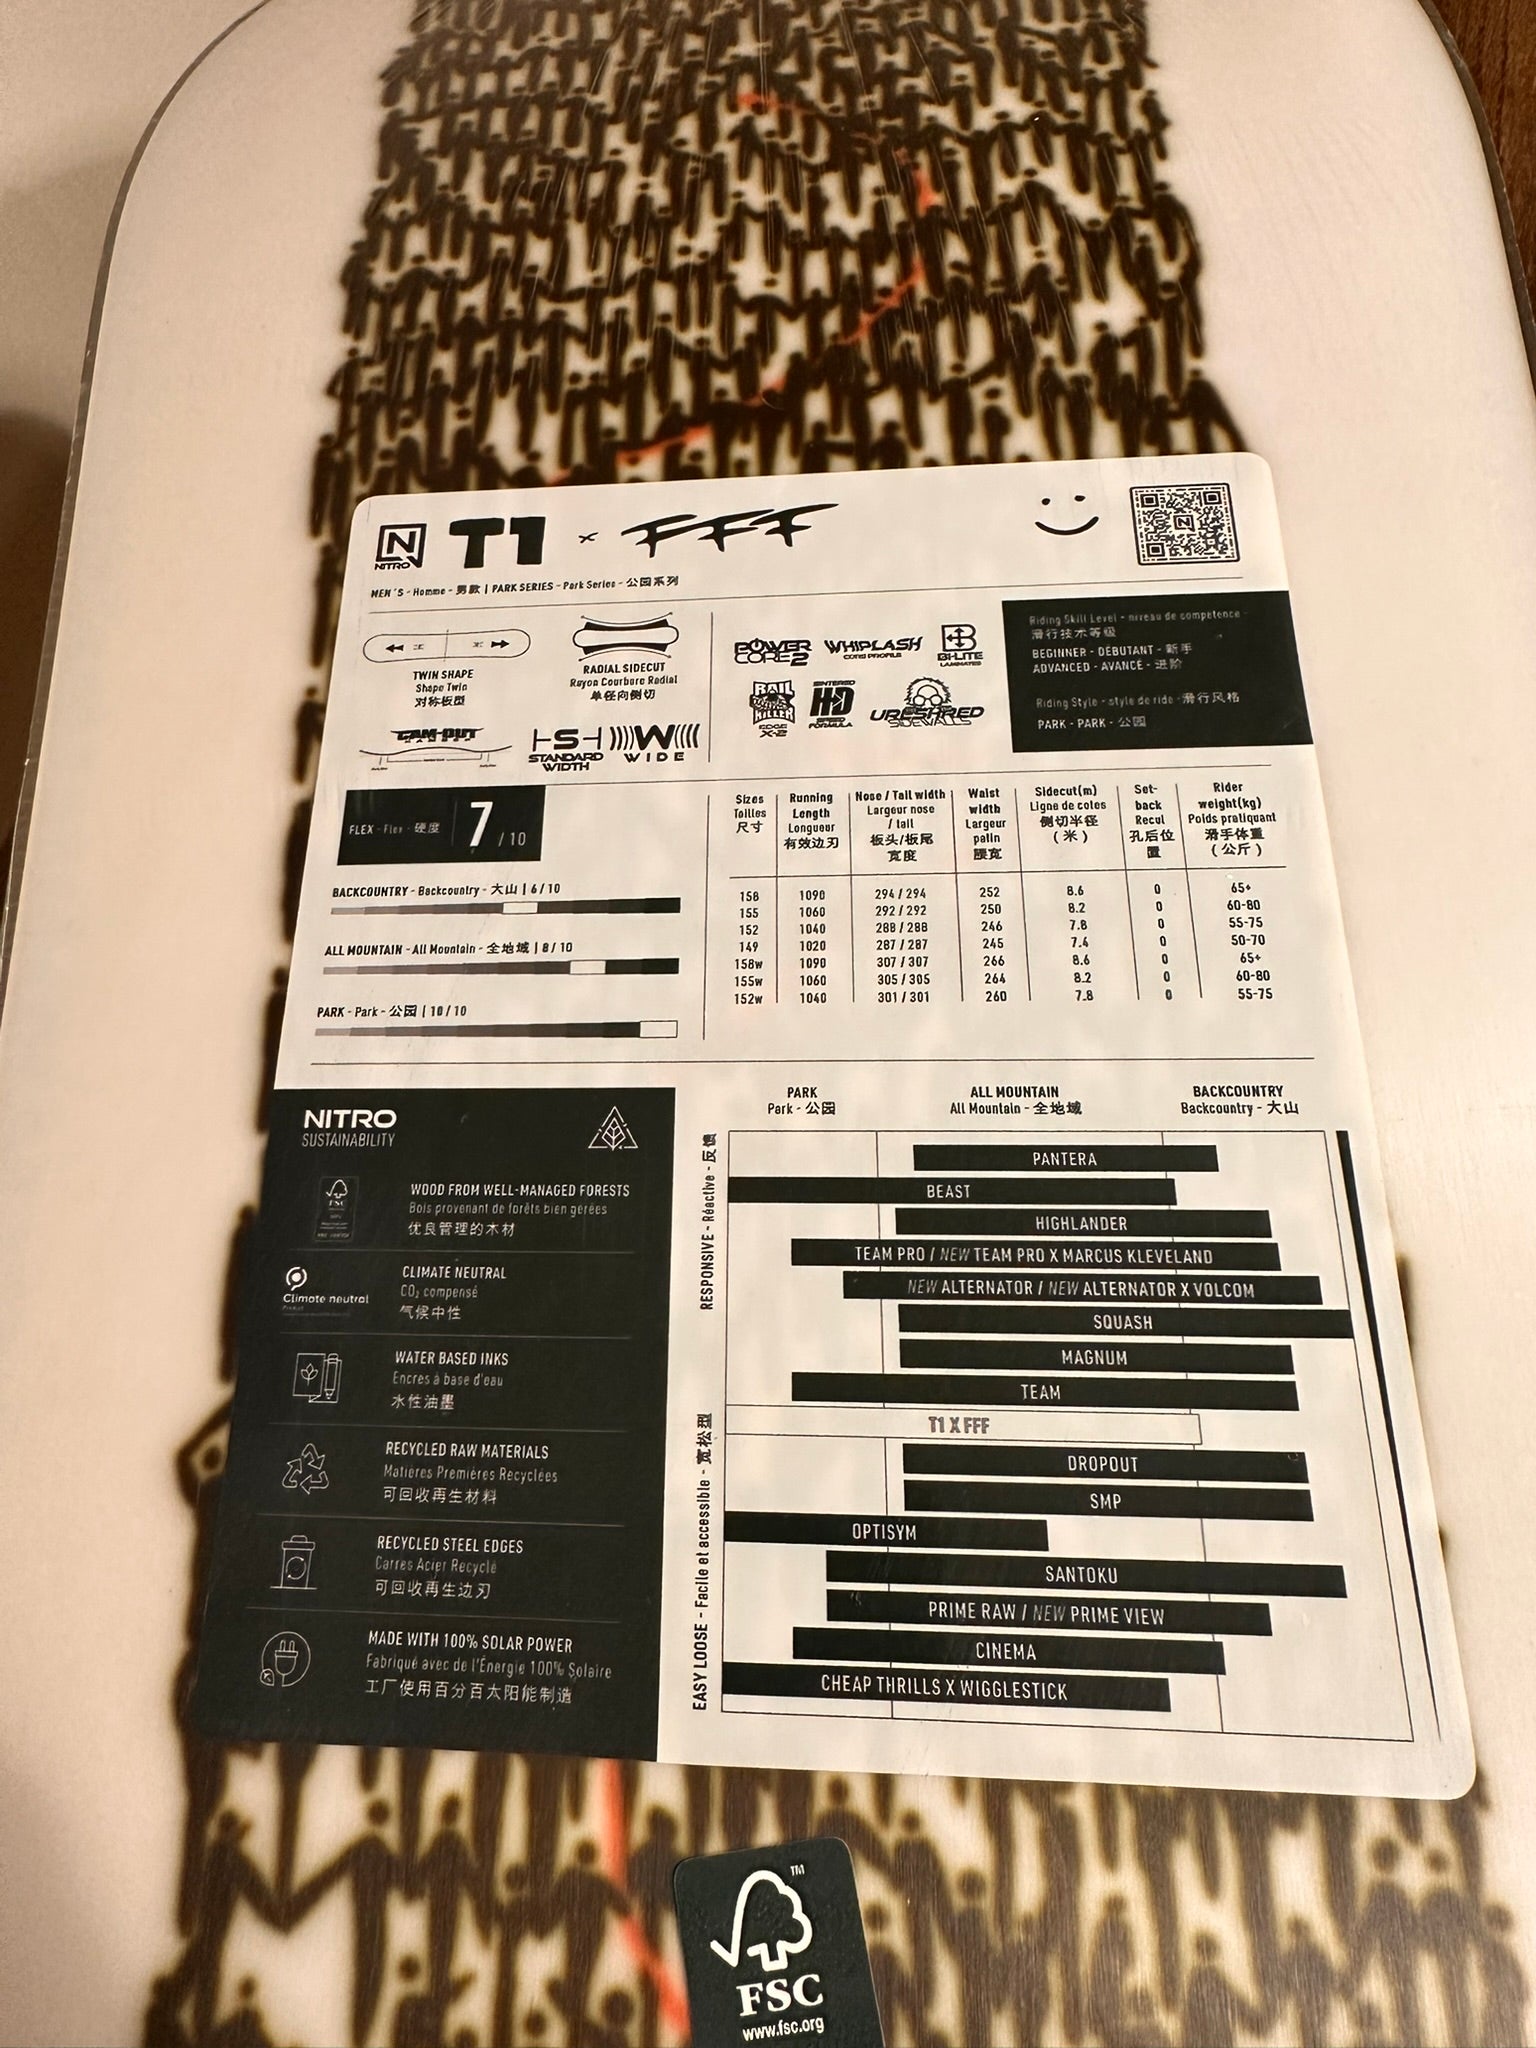 N
NITRO
T1 x FFF
MEN'S - Homme - 男款 | PARK SERIES - Park Series - 公园系列
TWIN SHAPE
Shape Twin
对称板型
RADIAL SIDECUT
Rayon Courbure Radial
单径向侧切
CAM-OUT
CAMBER
S
STANDARD
WIDTH
W
WIDE
POWER
CORE 2
WHIPLASH
CORE PROFILE
BI-LITE
LAMINATES
RAIL
KILLER
EDGE
X-2
SINTERED
HD
SPEED
FORMULA
URESHRED
SIDEWALLS
Riding Skill Level - niveau de competence -
滑行技术等级
BEGINNER - DÉBUTANT - 新手
ADVANCED - AVANCÉ - 进阶
Riding Style - style de ride - 滑行风格
PARK - PARK - 公园
FLEX - Flex - 硬度 7 / 10
BACKCOUNTRY - Backcountry - 大山 | 6 / 10
ALL MOUNTAIN - All Mountain - 全地域 | 8 / 10
PARK - Park - 公园 | 10 / 10
Sizes
Tailles
尺寸
Running
Length
Longueur
有效边刃
Nose / Tail width
Largeur nose
/ tail
板头/板尾
宽度
Waist
width
Largeur
patin
腰宽
Sidecut(m)
Ligne de cotes
侧切半径
(米)
Set-
back
Recul
孔后位
置
Rider
weight(kg)
Poids pratiquant
滑手体重
(公斤)
158 1090 294 / 294 252 8.6 0 65+
155 1060 292 / 292 250 8.2 0 60-80
152 1040 288 / 288 246 7.8 0 55-75
149 1020 287 / 287 245 7.4 0 50-70
158w 1090 307 / 307 266 8.6 0 65+
155w 1060 305 / 305 264 8.2 0 60-80
152w 1040 301 / 301 260 7.8 0 55-75
NITRO
SUSTAINABILITY
FSC
WOOD FROM WELL-MANAGED FORESTS
Bois provenant de forêts bien gérées
优良管理的木材
Climate neutral
CLIMATE NEUTRAL
CO₂ compensé
气候中性
WATER BASED INKS
Encres à base d'eau
水性油墨
RECYCLED RAW MATERIALS
Matières Premières Recyclées
可回收再生材料
RECYCLED STEEL EDGES
Carres Acier Recyclé
可回收再生边刃
MADE WITH 100% SOLAR POWER
Fabriqué avec de l'Énergie 100% Solaire
工厂使用百分百太阳能制造
PARK
Park - 公园
ALL MOUNTAIN
All Mountain - 全地域
BACKCOUNTRY
Backcountry - 大山
RESPONSIVE - Réactive - 反馈
EASY LOOSE - Facile et accessible - 宽松型
PANTERA
BEAST
HIGHLANDER
TEAM PRO / NEW TEAM PRO X MARCUS KLEVELAND
NEW ALTERNATOR / NEW ALTERNATOR X VOLCOM
SQUASH
MAGNUM
TEAM
T1 X FFF
DROPOUT
SMP
OPTISYM
SANTOKU
PRIME RAW / NEW PRIME VIEW
CINEMA
CHEAP THRILLS X WIGGLESTICK
TM
FSC
www.fsc.org